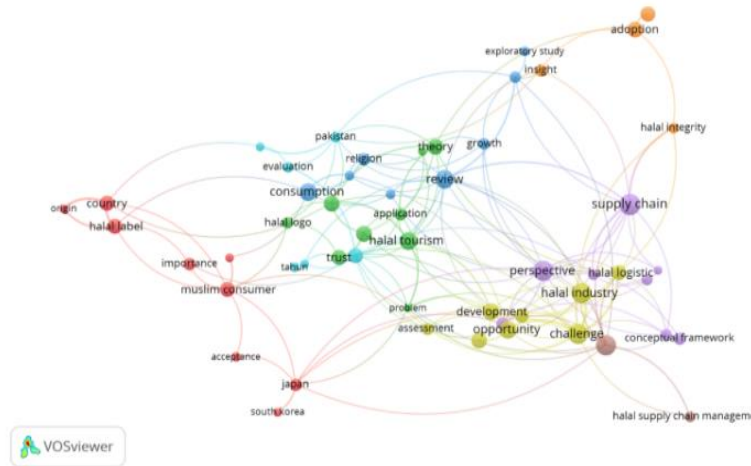 adoption
exploratory study
insight
halal integrity
pakistan
theory
growth
religion
evaluation
review
consumption
supply chain
country
origin
application
halal label
halal logo
halal tourism
trust
importance
tahun
perspective
halal logistic
muslim consumer
halal industry
problem
development
assessment
opportunity
challenge
conceptual framework
acceptance
japan
south korea
halal supply chain managem
VOSviewer